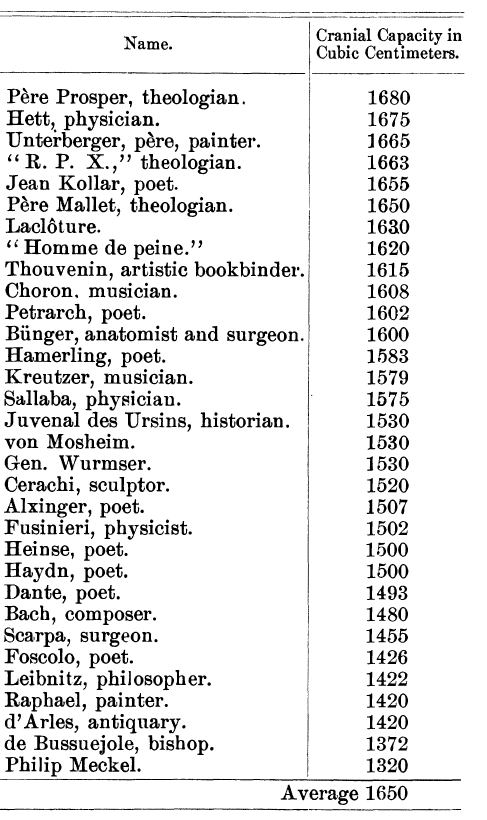 Name.
Cranial Capacity in
Cubic Centimeters.
Père Prosper, theologian. 1680
Hett, physician. 1675
Unterberger, père, painter. 1665
“R. P. X.,” theologian. 1663
Jean Kollar, poet. 1655
Père Mallet, theologian. 1650
Laclôture. 1630
“Homme de peine.” 1620
Thouvenin, artistic bookbinder. 1615
Choron. musician. 1608
Petrarch, poet. 1602
Bünger, anatomist and surgeon. 1600
Hamerling, poet. 1583
Kreutzer, musician. 1579
Sallaba, physician. 1575
Juvenal des Ursins, historian. 1530
von Mosheim. 1530
Gen. Wurmser. 1530
Cerachi, sculptor. 1520
Alxinger, poet. 1507
Fusinieri, physicist. 1502
Heinse, poet. 1500
Haydn, poet. 1500
Dante, poet. 1493
Bach, composer. 1480
Scarpa, surgeon. 1455
Foscolo, poet. 1426
Leibnitz, philosopher. 1422
Raphael, painter. 1420
d’Arles, antiquary. 1420
de Bussuejole, bishop. 1372
Philip Meckel. 1320
Average 1650